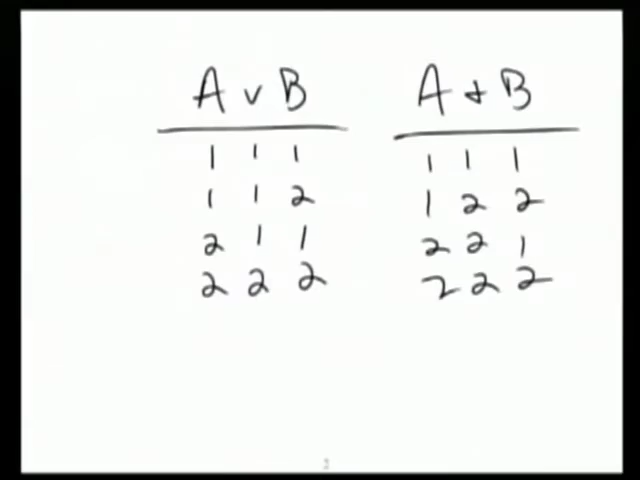 A v B A & B
1 1 1 1 1 1
1 1 2 1 2 2
2 1 1 2 2 1
2 2 2 2 2 2